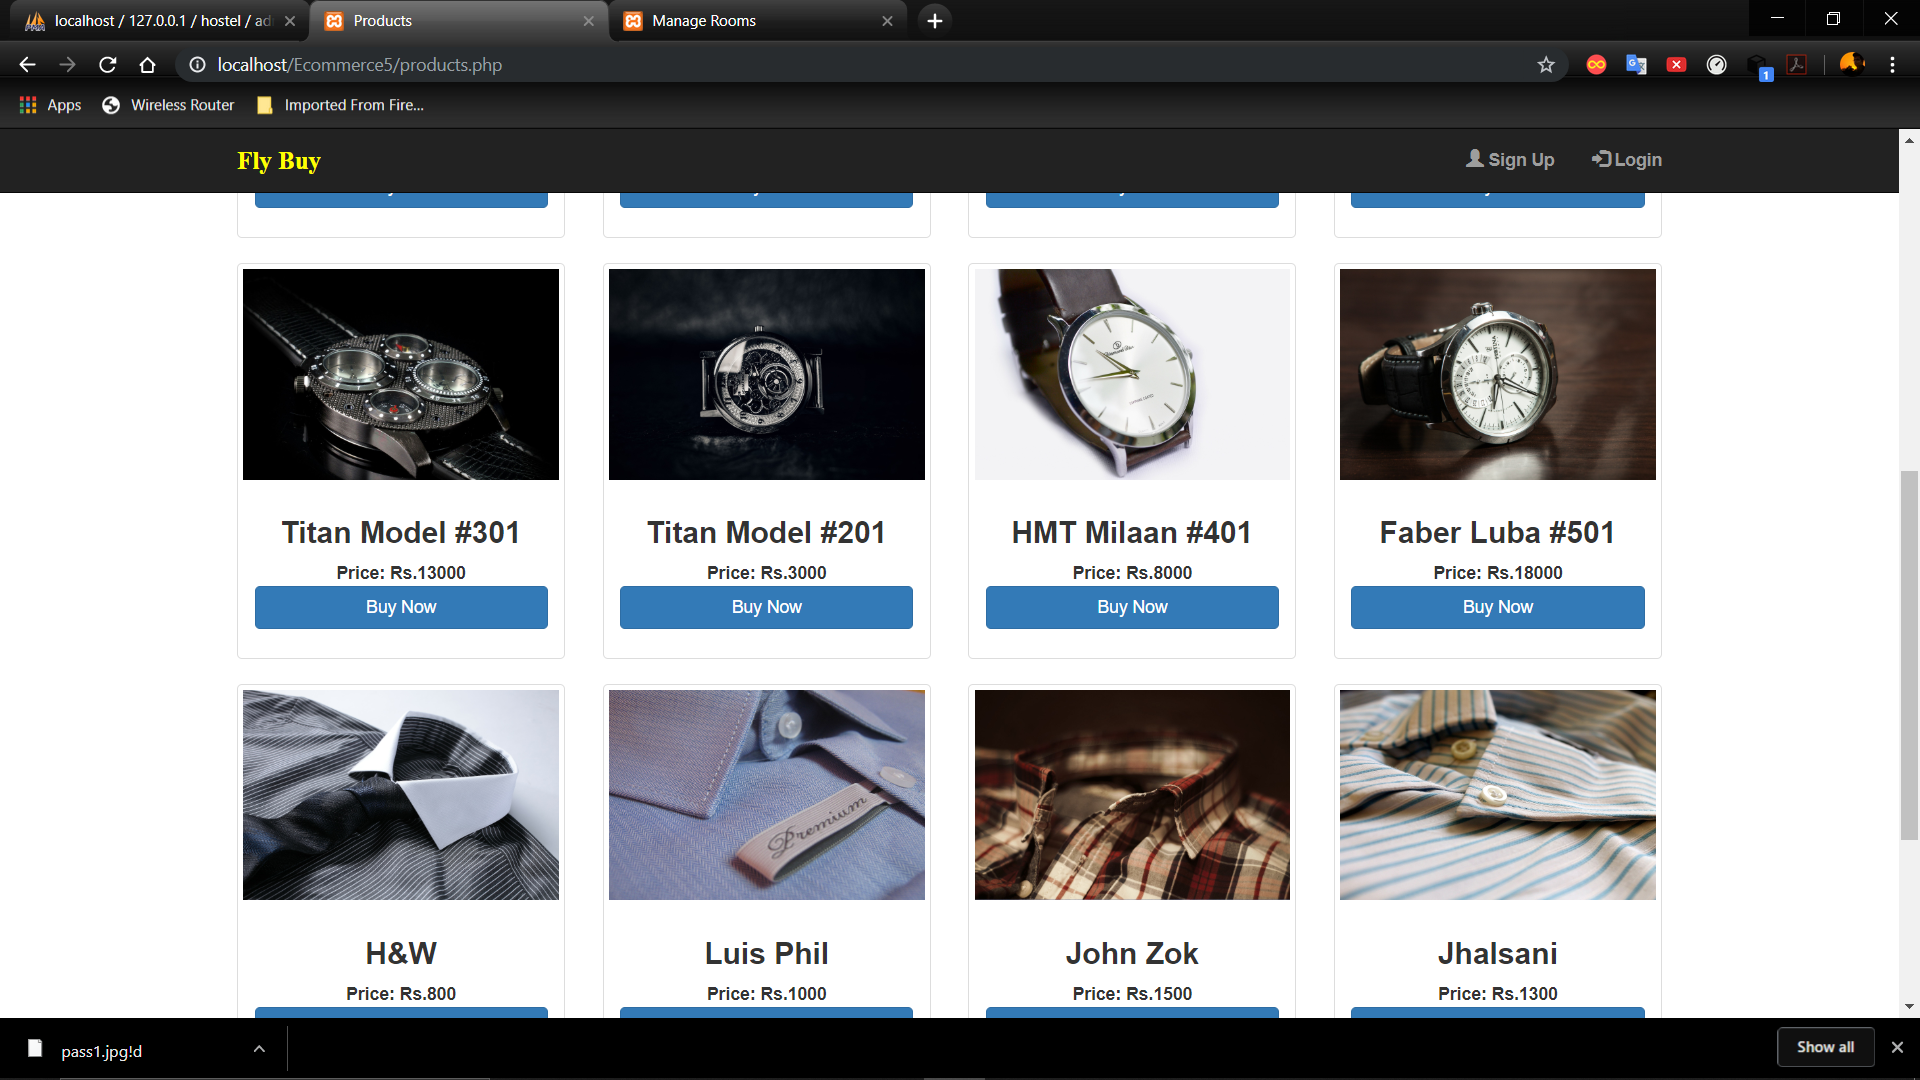 localhost / 127.0.0.1 / hostel / ad
Products
Manage Rooms
localhost/Ecommerce5/products.php
Apps
Wireless Router
Imported From Fire...
1
Fly Buy
Sign Up
Login
Titan Model #301
Titan Model #201
HMT Milaan #401
Faber Luba #501
Price: Rs.13000
Price: Rs.3000
Price: Rs.8000
Price: Rs.18000
Buy Now
Buy Now
Buy Now
Buy Now
Premium
H&W
Luis Phil
John Zok
Jhalsani
Price: Rs.800
Price: Rs.1000
Price: Rs.1500
Price: Rs.1300
pass1.jpg!d
Show all